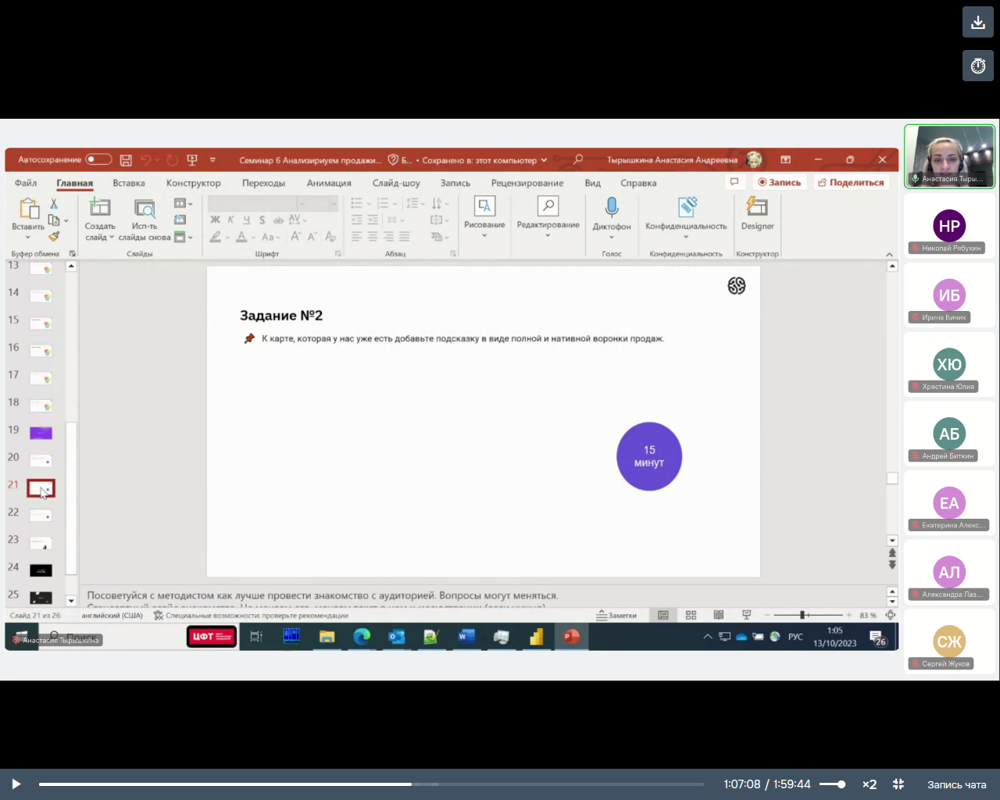 Автосохранение
Семинар 6 Анализириуем продажи... Б... • Сохранено в: этот компьютер
Тырышкина Анастасия Андреевна
Файл Главная Вставка Конструктор Переходы Анимация Слайд-шоу Запись Рецензирование Вид Справка
Запись Поделиться
Вставить
Создать слайд
Исп-ть слайды снова
Ж К Ч S ab AV
A Aa A A
Рисование
Редактирование
Диктофон
Конфиденциальность
Designer
Буфер обмена Слайды Шрифт Абзац Голос Конфиденциальность Конструктор
13
14
15
16
17
18
19
20
21
22
23
24
25
Задание №2
К карте, которая у нас уже есть добавьте подсказку в виде полной и нативной воронки продаж.
15
минут
Посоветуйся с методистом как лучше провести знакомство с аудиторией. Вопросы могут меняться.
Слайд 21 из 26 английский (США) Специальные возможности: проверьте рекомендации
Заметки
83 %
Поиск
Анастасия Тырышкина
ЦФТ
РУС
1:05
13/10/2023
26
Анастасия Тыры...
НР
Николай Рябухин
ИБ
Ирина Бичик
ХЮ
Хрестина Юлия
АБ
Андрей Биткин
ЕА
Екатерина Алекс...
АЛ
Александра Лаз...
СЖ
Сергей Жуков
1:07:08 / 1:59:44
×2
Запись чата